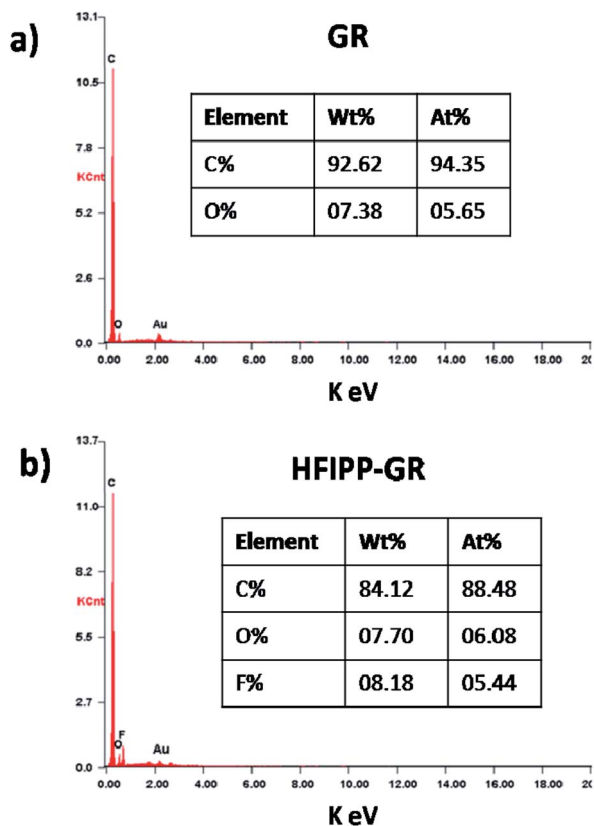 a)
GR
13.1
C
10.5
7.8
KCnt
5.2
2.6
0.0
O
Au
Element Wt% At%
C% 92.62 94.35
O% 07.38 05.65
0.00 2.00 4.00 6.00 8.00 10.00 12.00 14.00 16.00 18.00 20
K eV
b)
HFIPP-GR
13.7
C
11.0
8.2
KCnt
5.5
2.7
0.0
O
F
Au
Element Wt% At%
C% 84.12 88.48
O% 07.70 06.08
F% 08.18 05.44
0.00 2.00 4.00 6.00 8.00 10.00 12.00 14.00 16.00 18.00 20
K eV